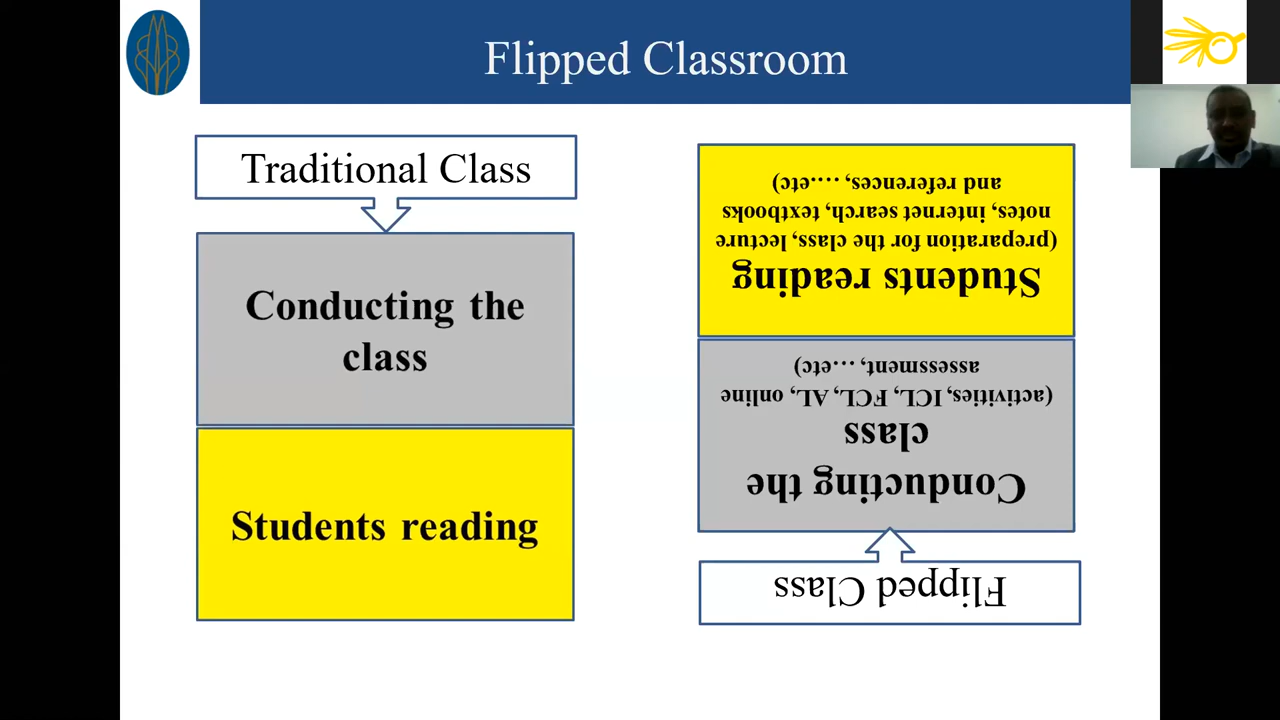 Flipped Classroom
Traditional Class
Conducting the
class
Students reading
Flipped Class
Conducting the
class
(activities, ICL, FCL, AL, online
assessment, …etc)
Students reading
(preparation for the class, lecture
notes, internet search, textbooks
and references, ….etc)